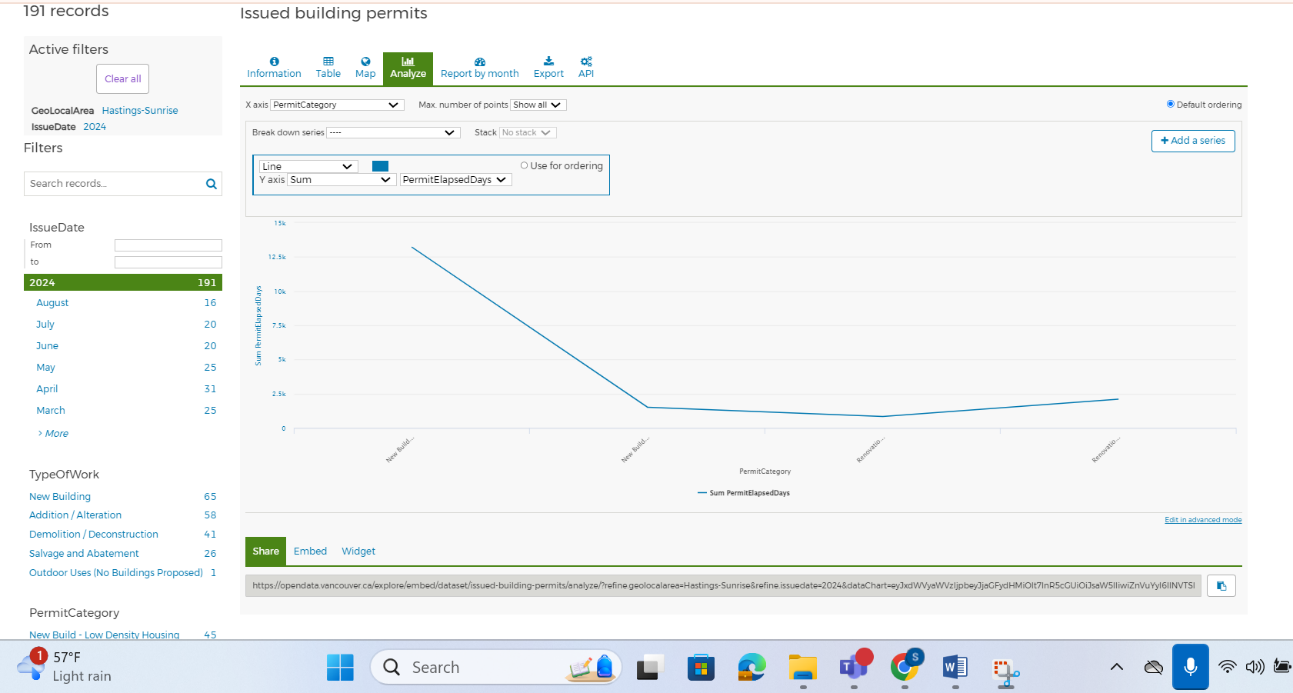 191 records
Issued building permits
Active filters
Clear all
GeoLocalArea Hastings-Sunrise
IssueDate 2024
Filters
Search records...
IssueDate
From
to
2024 191
August 16
July 20
June 20
May 25
April 31
March 25
> More
TypeOfWork
New Building 65
Addition / Alteration 58
Demolition / Deconstruction 41
Salvage and Abatement 26
Outdoor Uses (No Buildings Proposed) 1
PermitCategory
New Build - Low Density Housing 45
Information Table Map Analyze Report by month Export API
X axis PermitCategory Max. number of points Show all Default ordering
Break down series ---- Stack No stack
+ Add a series
Line Use for ordering
Y axis Sum PermitElapsedDays
15k
12.5k
10k
7.5k
5k
2.5k
0
Sum PermitElapsedDays
New Build... New Build... Renovatio... Renovatio...
PermitCategory
Sum PermitElapsedDays
Edit in advanced mode
Share Embed Widget
https://opendata.vancouver.ca/explore/embed/dataset/issued-building-permits/analyze/?refine.geolocalarea=Hastings-Sunrise&refine.issuedate=2024&dataChart=
1
57°F
Light rain
Search
T
S
W